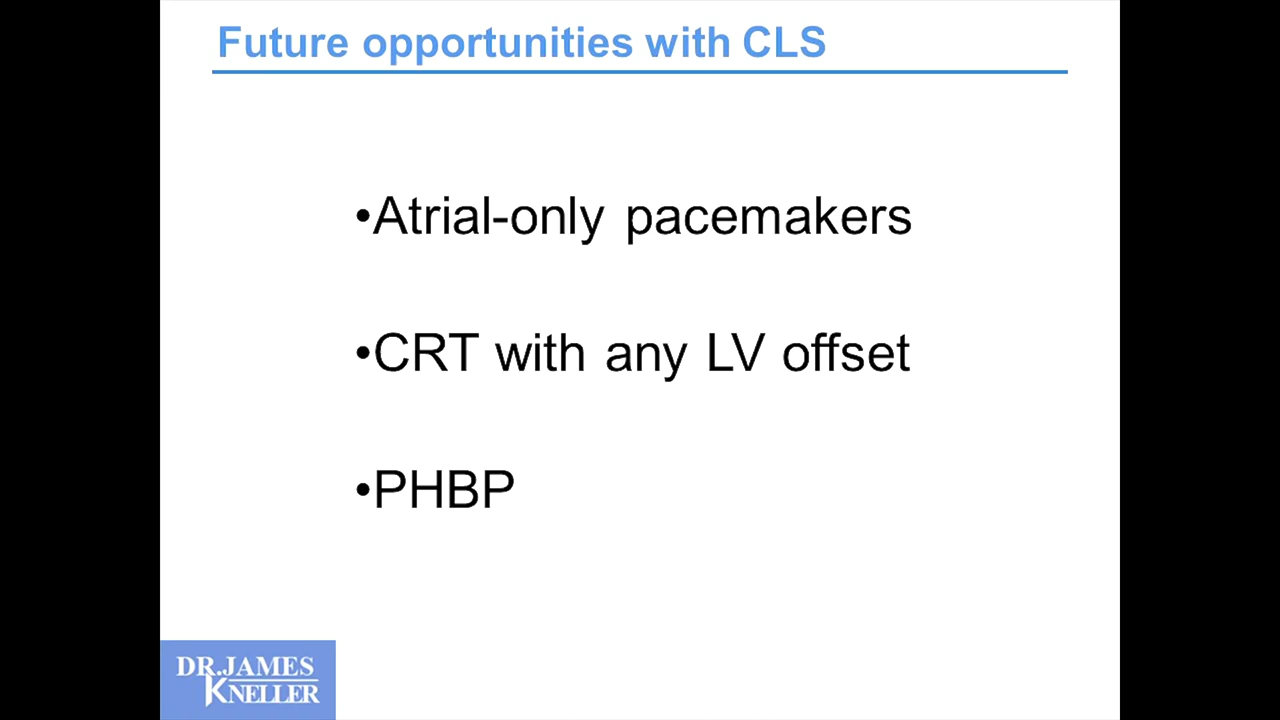 Future opportunities with CLS
•Atrial-only pacemakers
•CRT with any LV offset
•PHBP
DR.JAMES
KNELLER